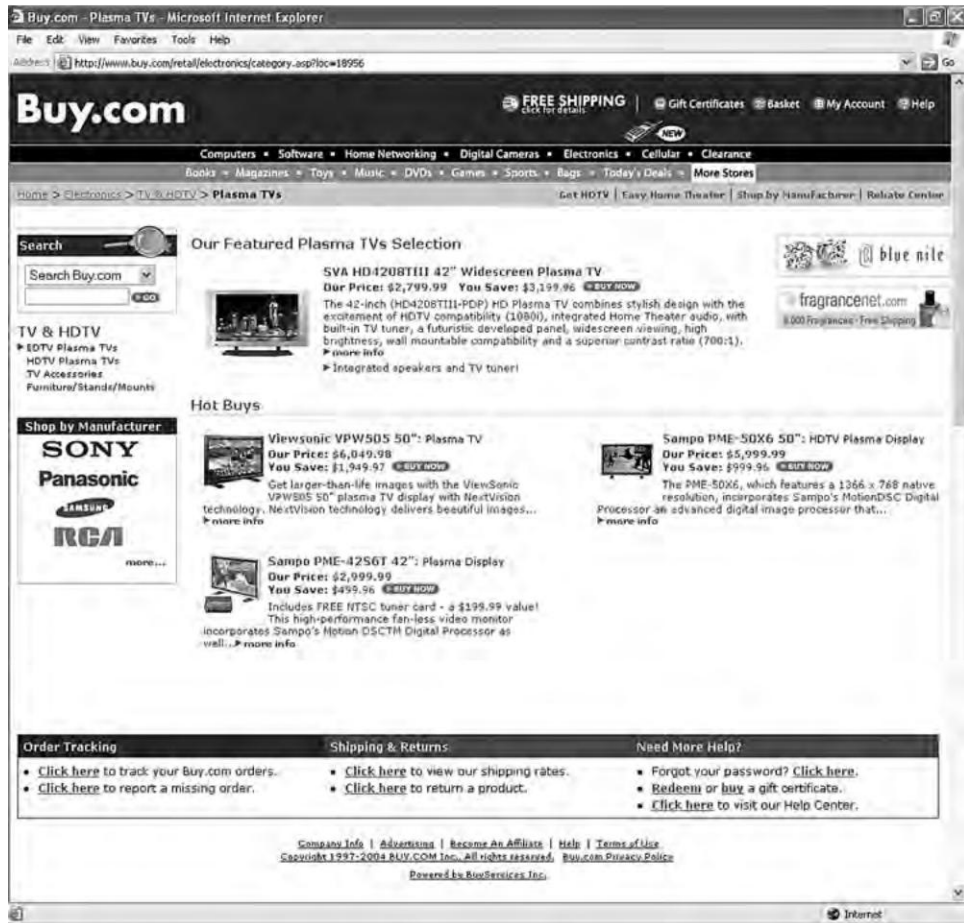 Buy.com - Plasma TVs - Microsoft Internet Explorer
File Edit View Favorites Tools Help
Address http://www.buy.com/retail/electronics/category.asp?loc=18956 Go
Buy.com
FREE SHIPPING
click for details
Gift Certificates Basket My Account Help
NEW
Computers • Software • Home Networking • Digital Cameras • Electronics • Cellular • Clearance
Books • Magazines • Toys • Music • DVDs • Games • Sports • Bags • Today's Deals • More Stores
Home > Electronics > TV & HDTV > Plasma TVs
Get HDTV | Easy Home Theater | Shop by Manufacturer | Rebate Center
Search
Search Buy.com
GO
TV & HDTV
EDTV Plasma TVs
HDTV Plasma TVs
TV Accessories
Furniture/Stands/Mounts
Shop by Manufacturer
SONY
Panasonic
SAMSUNG
RCA
more...
Our Featured Plasma TVs Selection
SVA HD4208TIII 42" Widescreen Plasma TV
Our Price: $2,799.99 You Save: $3,199.96 BUY NOW
The 42-inch (HD4208TIII-PDP) HD Plasma TV combines stylish design with the
excitement of HDTV compatibility (1080i), integrated Home Theater audio, with
built-in TV tuner, a futuristic developed panel, widescreen viewing, high
brightness, wall mountable compatibility and a superior contrast ratio (700:1).
more info
Integrated speakers and TV tuner!
blue nile
fragrancenet.com
8,000 Fragrances - Free Shipping
Hot Buys
Viewsonic VPW505 50": Plasma TV
Our Price: $6,049.98
You Save: $1,949.97 BUY NOW
Get larger-than-life images with the ViewSonic
VPW505 50" plasma TV display with NextVision
technology. NextVision technology delivers beautiful images...
more info
Sampo PME-50X6 50": HDTV Plasma Display
Our Price: $5,999.99
You Save: $999.96 BUY NOW
The PME-50X6, which features a 1366 x 768 native
resolution, incorporates Sampo's MotionDSC Digital
Processor an advanced digital image processor that...
more info
Sampo PME-42S6T 42": Plasma Display
Our Price: $2,999.99
You Save: $499.96 BUY NOW
Includes FREE NTSC tuner card - a $199.99 value!
This high-performance fan-less video monitor
incorporates Sampo's Motion DSCTM Digital Processor as
well... more info
Order Tracking
• Click here to track your Buy.com orders.
• Click here to report a missing order.
Shipping & Returns
• Click here to view our shipping rates.
• Click here to return a product.
Need More Help?
• Forgot your password? Click here.
• Redeem or buy a gift certificate.
• Click here to visit our Help Center.
Company Info | Advertising | Become An Affiliate | Help | Terms of Use
Copyright 1997-2004 BUY.COM Inc., All rights reserved. Buy.com Privacy Policy
Powered by BuyServices Inc.
Internet